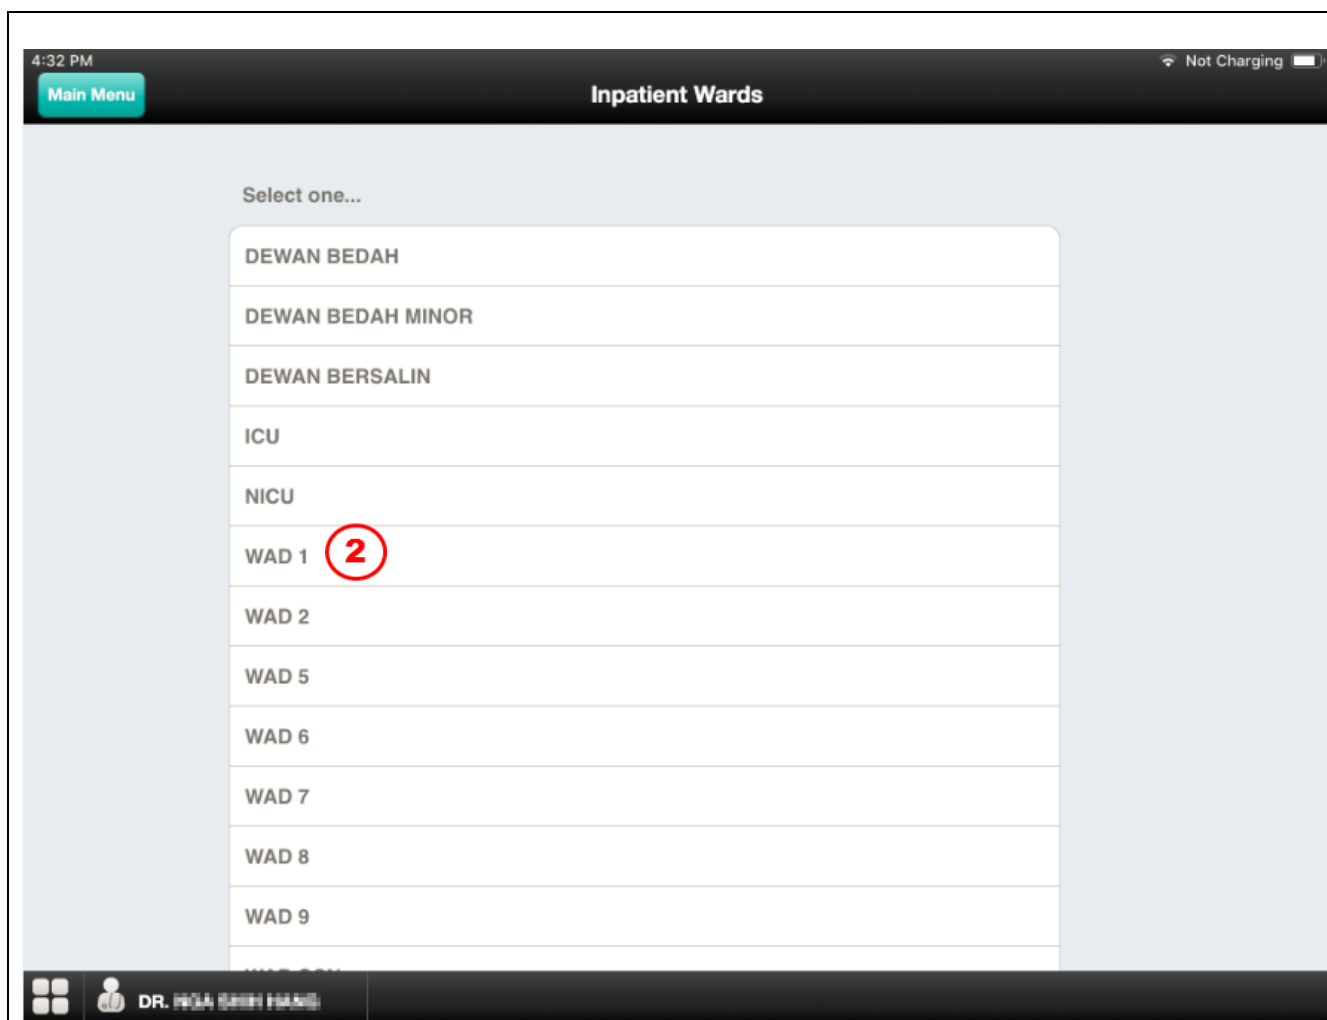 4:32 PM
Not Charging
Main Menu
Inpatient Wards
Select one...
DEWAN BEDAH
DEWAN BEDAH MINOR
DEWAN BERSALIN
ICU
NICU
WAD 1
2
WAD 2
WAD 5
WAD 6
WAD 7
WAD 8
WAD 9
DR.